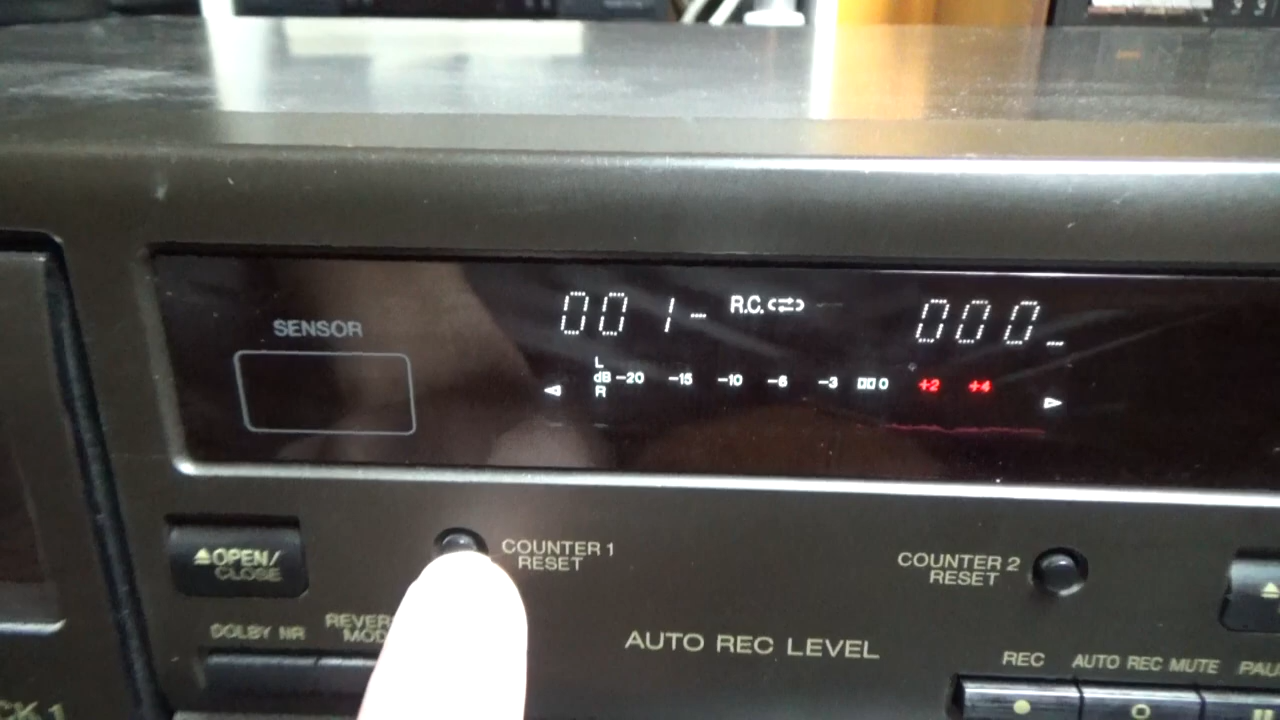 SENSOR
001-
R.C.
000-
L
dB -20 -15 -10 -6 -3 0 +2 +4
R
OPEN/
CLOSE
COUNTER 1
RESET
COUNTER 2
RESET
DOLBY NR
AUTO REC LEVEL
REC
AUTO REC MUTE